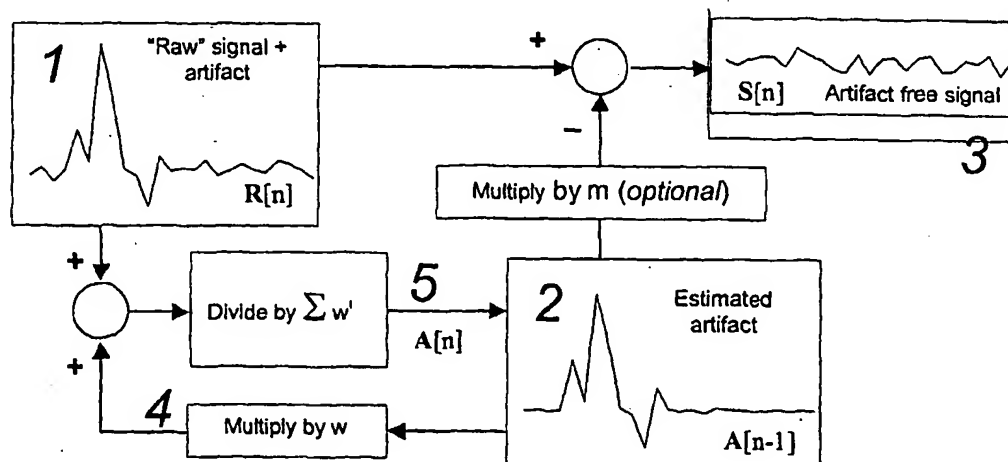 1
"Raw" signal +
artifact
R[n]
+
−
S[n]
Artifact free signal
3
Multiply by m (optional)
+
Divide by ∑ w'
5
A[n]
2
Estimated
artifact
A[n-1]
+
4
Multiply by w